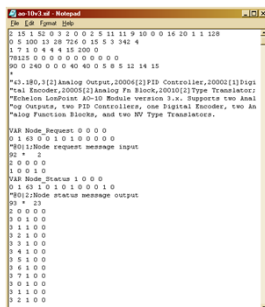 ao-10v3.xif - Notepad
File Edit Format Help
2 15 1 52 0 3 2 0 0 2 5 11 11 9 10 0 0 16 20 1 1 128
0 5 100 13 28 726 0 15 5 3 342 4
1 7 1 0 4 4 4 15 200 0
78125 0 0 0 0 0 0 0 0 0 0 0
90 0 240 0 0 0 40 40 0 5 8 5 12 14 15
*
"&3.1@0,3[2]Analog Output,20006[2]PID Controller,20002[1]Digi
"tal Encoder,20005[2]Analog Fn Block,20010[2]Type Translator;
"Echelon LonPoint AO-10 Module version 3.x. Supports two Anal
"og Outputs, two PID Controllers, one Digital Encoder, two An
"alog Function Blocks, and two NV Type Translators.
VAR Node_Request 0 0 0 0
0 1 63 0 0 1 0 1 0 0 0 0 0
"@0|1;Node request message input
92 * 2
2 0 0 0 0
1 0 0 1 0
VAR Node_Status 1 0 0 0
0 1 63 1 0 1 0 1 0 0 0 1 0
"@0|2;Node status message output
93 * 23
2 0 0 0 0
3 0 1 0 0
3 1 1 0 0
3 2 1 0 0
3 3 1 0 0
3 4 1 0 0
3 5 1 0 0
3 6 1 0 0
3 7 1 0 0
3 0 1 0 0
3 1 1 0 0
3 2 1 0 0